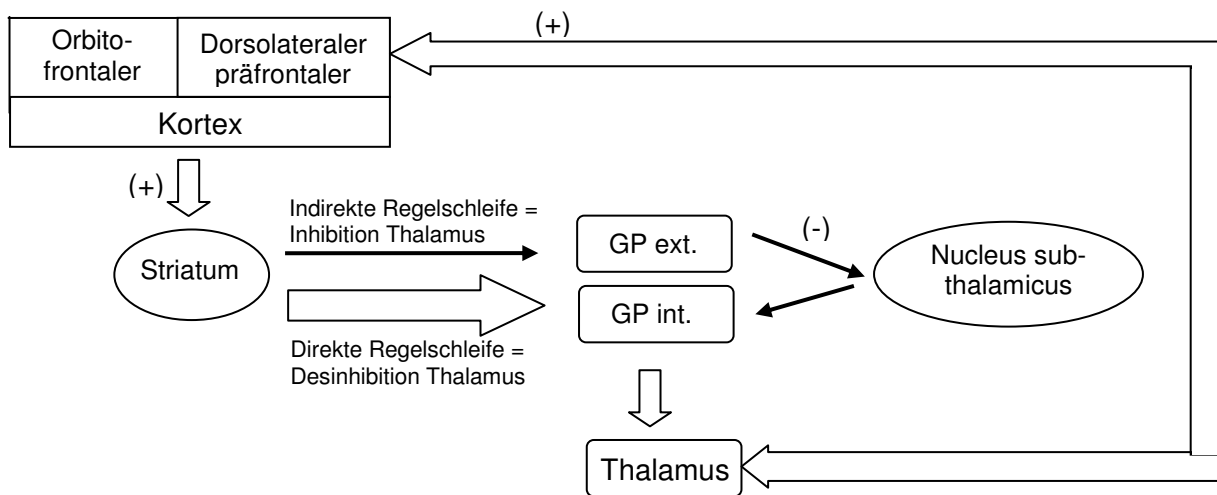 (+)
Orbito-
frontaler
Dorsolateraler
präfrontaler
Kortex
(+)
Indirekte Regelschleife =
Inhibition Thalamus
Striatum
GP ext.
(-)
Nucleus sub-
thalamicus
GP int.
Direkte Regelschleife =
Desinhibition Thalamus
Thalamus